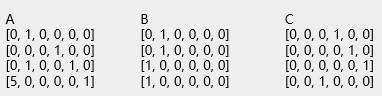 A B C
[0, 1, 0, 0, 0, 0] [0, 1, 0, 0, 0, 0] [0, 0, 0, 1, 0, 0]
[0, 0, 0, 1, 0, 0] [0, 1, 0, 0, 0, 0] [0, 0, 0, 0, 1, 0]
[0, 1, 0, 0, 1, 0] [1, 0, 0, 0, 0, 0] [0, 0, 0, 0, 0, 1]
[5, 0, 0, 0, 0, 1] [1, 0, 0, 0, 0, 0] [0, 0, 1, 0, 0, 0]